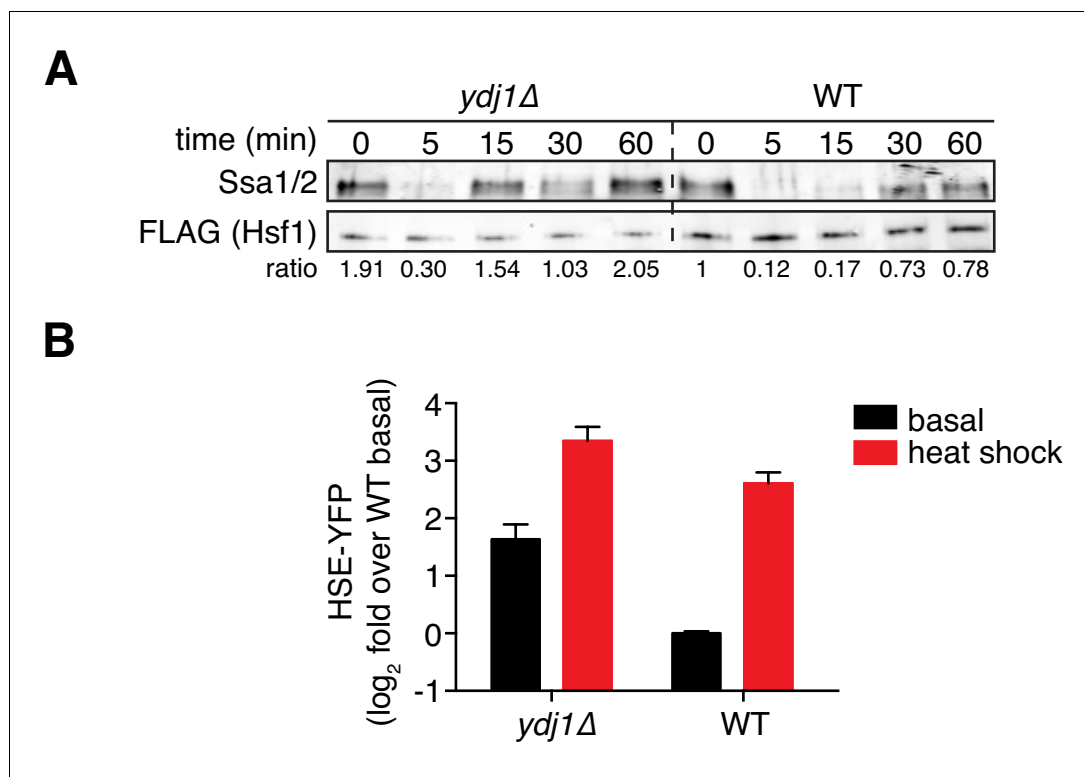 A
ydj1Δ WT
time (min) 0 5 15 30 60 0 5 15 30 60
Ssa1/2
FLAG (Hsf1)
ratio 1.91 0.30 1.54 1.03 2.05 1 0.12 0.17 0.73 0.78
B
HSE-YFP
(log₂ fold over WT basal)
4
3
2
1
0
-1
basal
heat shock
ydj1Δ WT